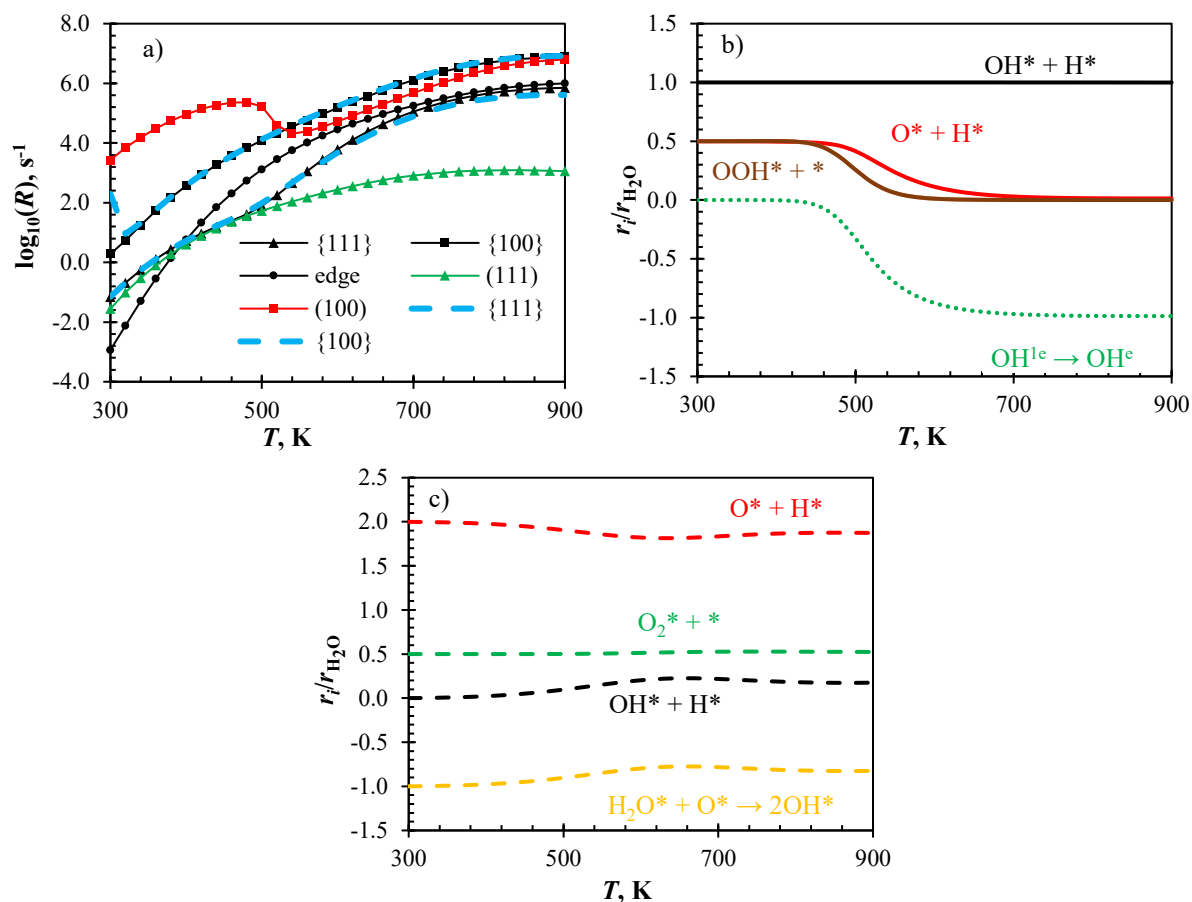 a)
8.0
6.0
4.0
2.0
0.0
-2.0
-4.0
log₁₀(R), s⁻¹
{111}
{100}
edge
(111)
(100)
{111}
{100}
300
500
700
900
T, K
b)
1.5
1.0
0.5
0.0
-0.5
-1.0
-1.5
rᵢ/r_H₂O
OH* + H*
O* + H*
OOH* + *
OH¹ᵉ → OHᵉ
300
500
700
900
T, K
c)
2.5
2.0
1.5
1.0
0.5
0.0
-0.5
-1.0
-1.5
rᵢ/r_H₂O
O* + H*
O₂* + *
OH* + H*
H₂O* + O* → 2OH*
300
500
700
900
T, K